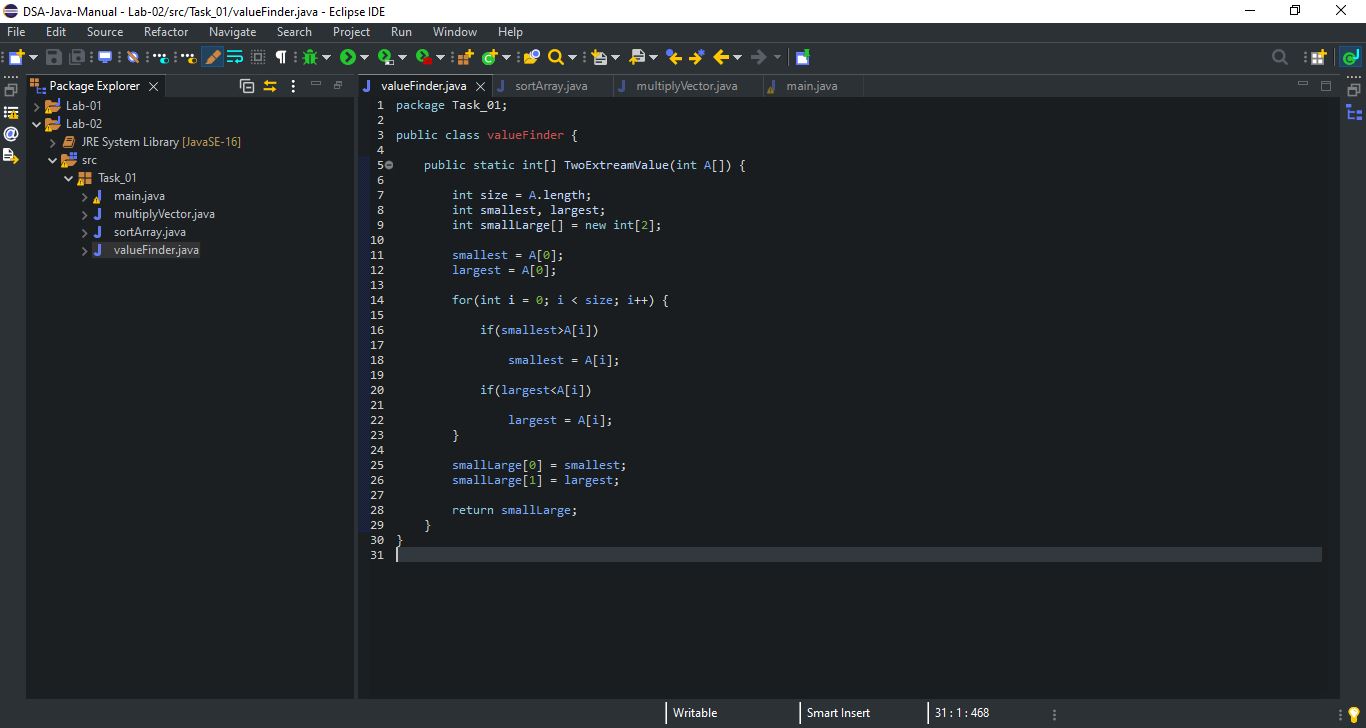 DSA-Java-Manual - Lab-02/src/Task_01/valueFinder.java - Eclipse IDE
File Edit Source Refactor Navigate Search Project Run Window Help
Package Explorer
Lab-01
Lab-02
JRE System Library [JavaSE-16]
src
Task_01
main.java
multiplyVector.java
sortArray.java
valueFinder.java
valueFinder.java sortArray.java multiplyVector.java main.java
1 package Task_01;
2
3 public class valueFinder {
4
5 public static int[] TwoExtreamValue(int A[]) {
6
7 int size = A.length;
8 int smallest, largest;
9 int smallLarge[] = new int[2];
10
11 smallest = A[0];
12 largest = A[0];
13
14 for(int i = 0; i < size; i++) {
15
16 if(smallest>A[i])
17
18 smallest = A[i];
19
20 if(largest<A[i])
21
22 largest = A[i];
23 }
24
25 smallLarge[0] = smallest;
26 smallLarge[1] = largest;
27
28 return smallLarge;
29 }
30 }
31
Writable Smart Insert 31 : 1 : 468